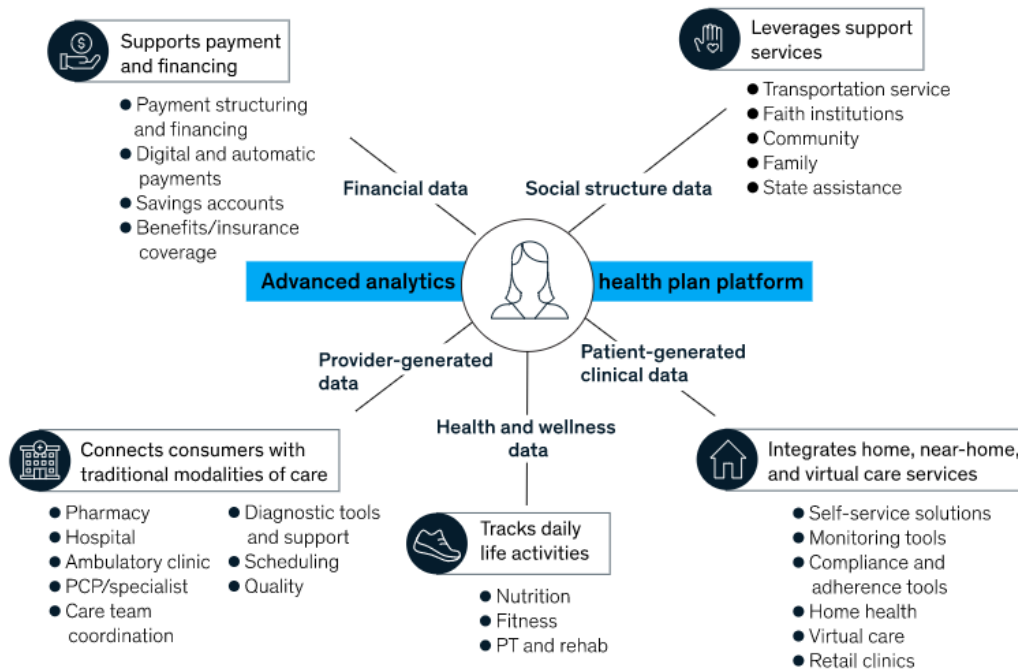 Supports payment
and financing
● Payment structuring
and financing
● Digital and automatic
payments
● Savings accounts
● Benefits/insurance
coverage
Leverages support
services
● Transportation service
● Faith institutions
● Community
● Family
● State assistance
Financial data
Social structure data
Advanced analytics
health plan platform
Provider-generated
data
Patient-generated
clinical data
Health and wellness
data
Connects consumers with
traditional modalities of care
● Pharmacy
● Hospital
● Ambulatory clinic
● PCP/specialist
● Care team
coordination
● Diagnostic tools
and support
● Scheduling
● Quality
Tracks daily
life activities
● Nutrition
● Fitness
● PT and rehab
Integrates home, near-home,
and virtual care services
● Self-service solutions
● Monitoring tools
● Compliance and
adherence tools
● Home health
● Virtual care
● Retail clinics